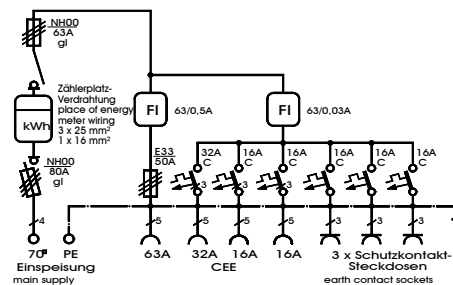 NH00
63A
gl
Zählerplatz-
Verdrahtung
place of energy
meter wiring
3 x 25 mm²
1 x 16 mm²
kWh
NH00
80A
gl
FI
63/0,5A
FI
63/0,03A
E33
50A
32A
C
16A
C
16A
C
16A
C
16A
C
16A
C
3
3
3
4
5
5
5
5
3
3
3
70
PE
63A
32A
16A
16A
CEE
Einspeisung
main supply
3 x Schutzkontakt-
Steckdosen
earth contact sockets